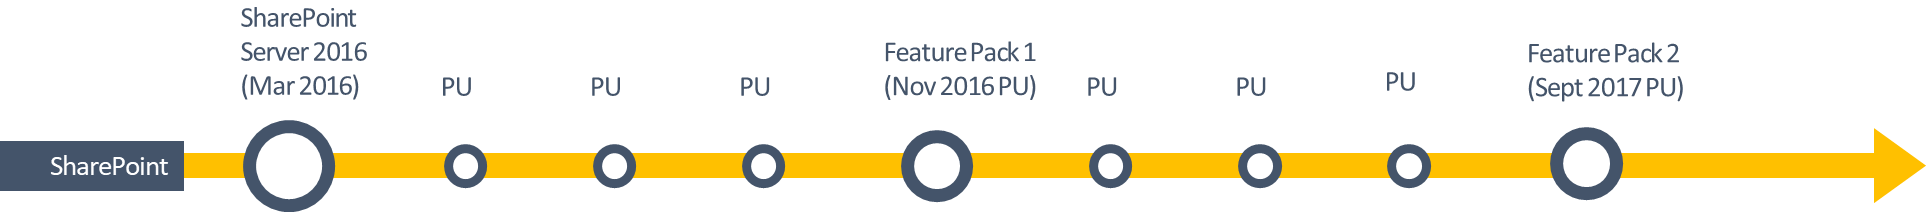 SharePoint
Server 2016
(Mar 2016)
PU
PU
PU
Feature Pack 1
(Nov 2016 PU)
PU
PU
PU
Feature Pack 2
(Sept 2017 PU)
SharePoint